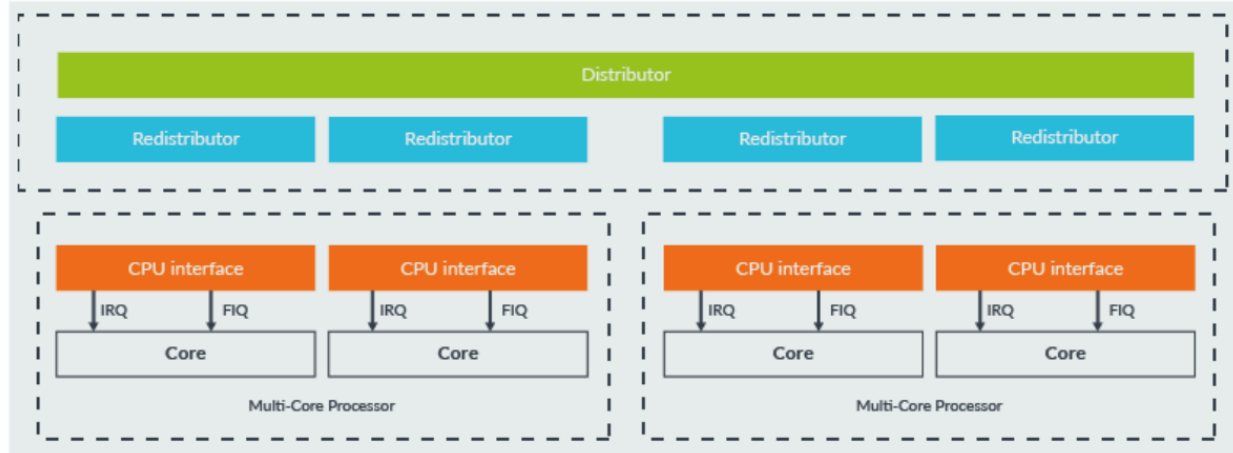 Distributor
Redistributor Redistributor Redistributor Redistributor
CPU interface CPU interface CPU interface CPU interface
IRQ FIQ IRQ FIQ IRQ FIQ IRQ FIQ
Core Core Core Core
Multi-Core Processor Multi-Core Processor